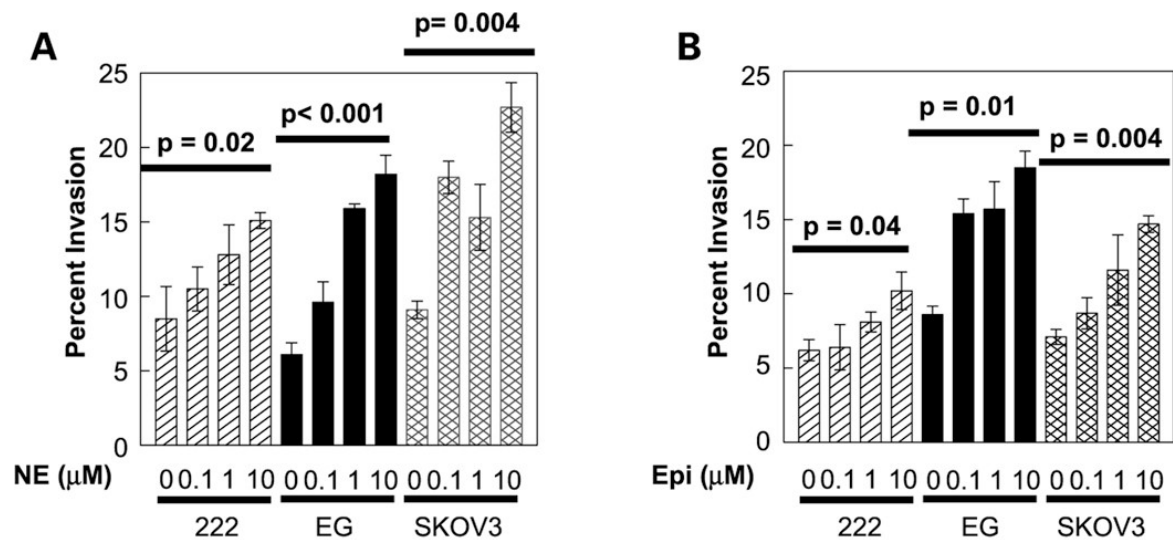 A
p= 0.004
p< 0.001
p = 0.02
Percent Invasion
25
20
15
10
5
0
NE (μM)
0 0.1 1 10 0 0.1 1 10 0 0.1 1 10
222 EG SKOV3
B
p = 0.01
p = 0.004
p = 0.04
Percent Invasion
25
20
15
10
5
0
Epi (μM)
0 0.1 1 10 0 0.1 1 10 0 0.1 1 10
222 EG SKOV3